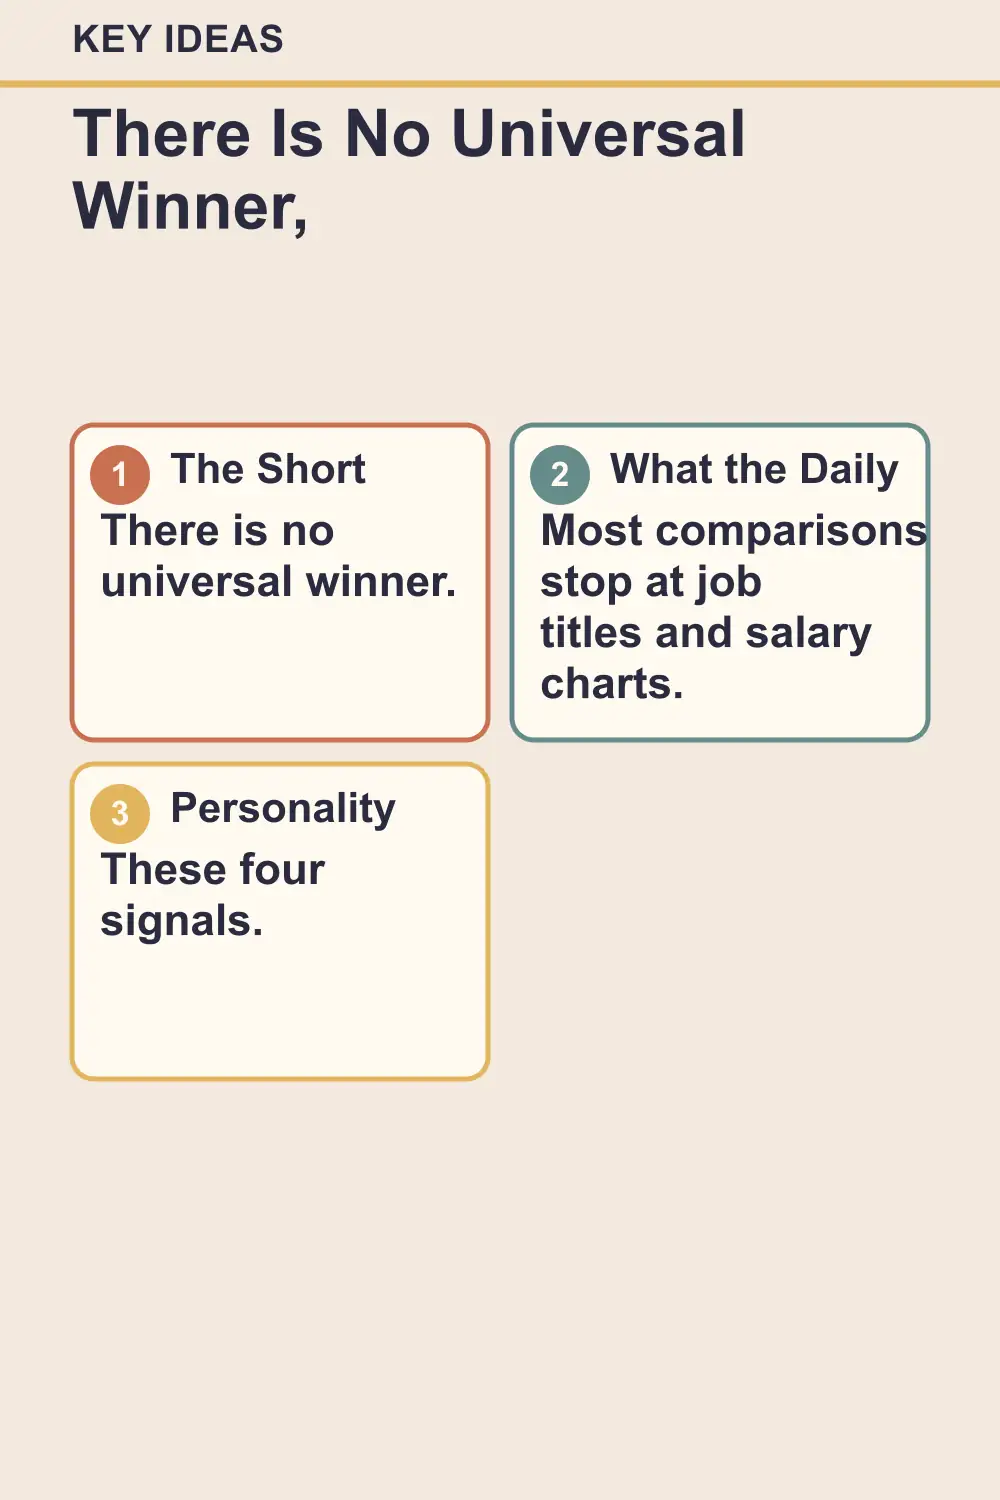 KEY IDEAS
There Is No Universal
Winner,
1 The Short
There is no
universal winner.
2 What the Daily
Most comparisons
stop at job
titles and salary
charts.
3 Personality
These four
signals.